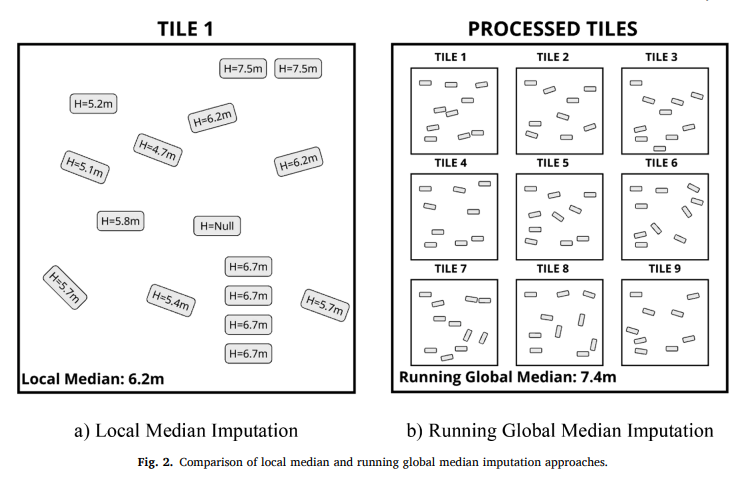 TILE 1
H=7.5m
H=7.5m
H=5.2m
H=6.2m
H=4.7m
H=5.1m
H=6.2m
H=5.8m
H=Null
H=6.7m
H=6.7m
H=6.7m
H=6.7m
H=5.7m
H=5.4m
H=5.7m
Local Median: 6.2m
a) Local Median Imputation
PROCESSED TILES
TILE 1
TILE 2
TILE 3
TILE 4
TILE 5
TILE 6
TILE 7
TILE 8
TILE 9
Running Global Median: 7.4m
b) Running Global Median Imputation
Fig. 2. Comparison of local median and running global median imputation approaches.